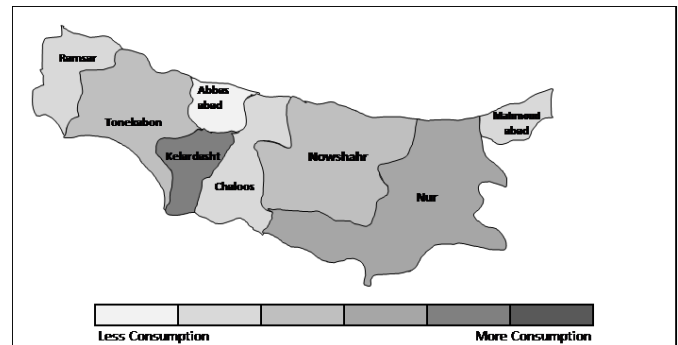 Ramsar
Abbas
abad
Mahmoud
abad
Tonekabon
Kelardasht
Nowshahr
Chaloos
Nur
Less Consumption
More Consumption